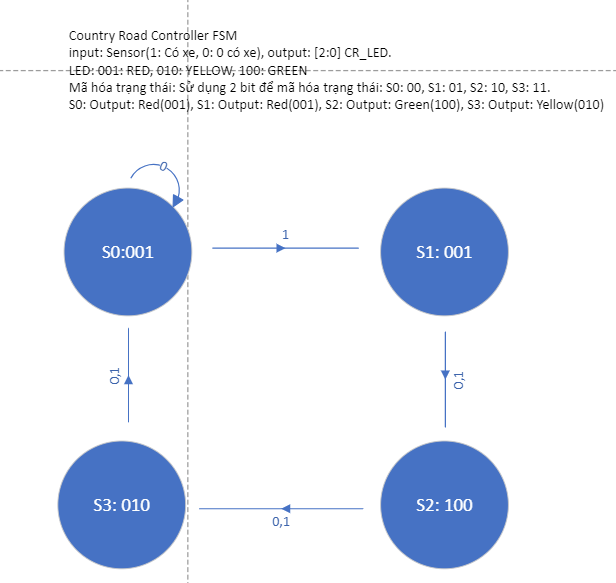 Country Road Controller FSM
input: Sensor(1: Có xe, 0: 0 có xe), output: [2:0] CR_LED.
LED: 001: RED, 010: YELLOW, 100: GREEN
Mã hóa trạng thái: Sử dụng 2 bit để mã hóa trạng thái: S0: 00, S1: 01, S2: 10, S3: 11.
S0: Output: Red(001), S1: Output: Red(001), S2: Output: Green(100), S3: Output: Yellow(010)
0
S0:001
1
S1: 001
0,1
0,1
S3: 010
0,1
S2: 100